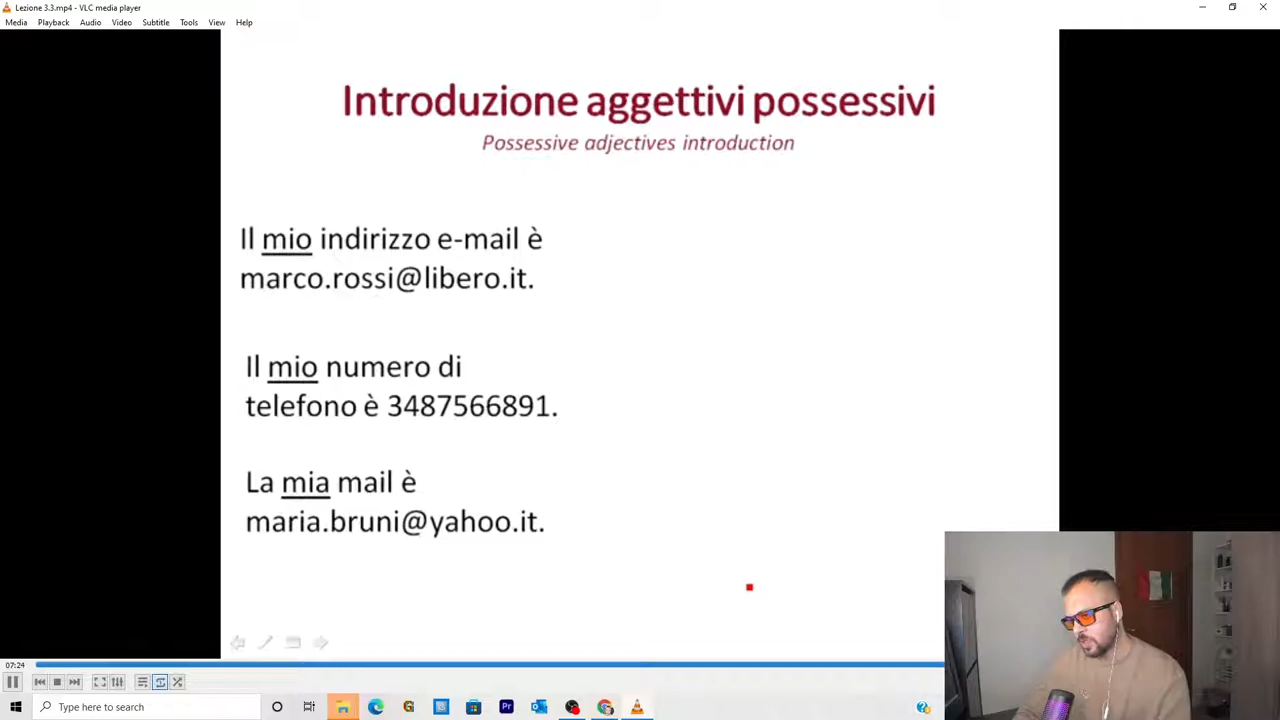 Lezione 3.3.mp4 - VLC media player
Media Playback Audio Video Subtitle Tools View Help
Introduzione aggettivi possessivi
Possessive adjectives introduction
Il mio indirizzo e-mail è
marco.rossi@libero.it.
Il mio numero di
telefono è 3487566891.
La mia mail è
maria.bruni@yahoo.it.
07:24
Type here to search